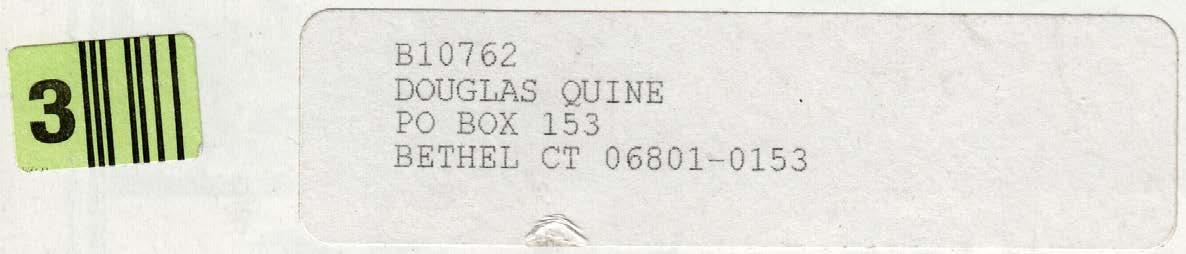 3
B10762
DOUGLAS QUINE
PO BOX 153
BETHEL CT 06801-0153